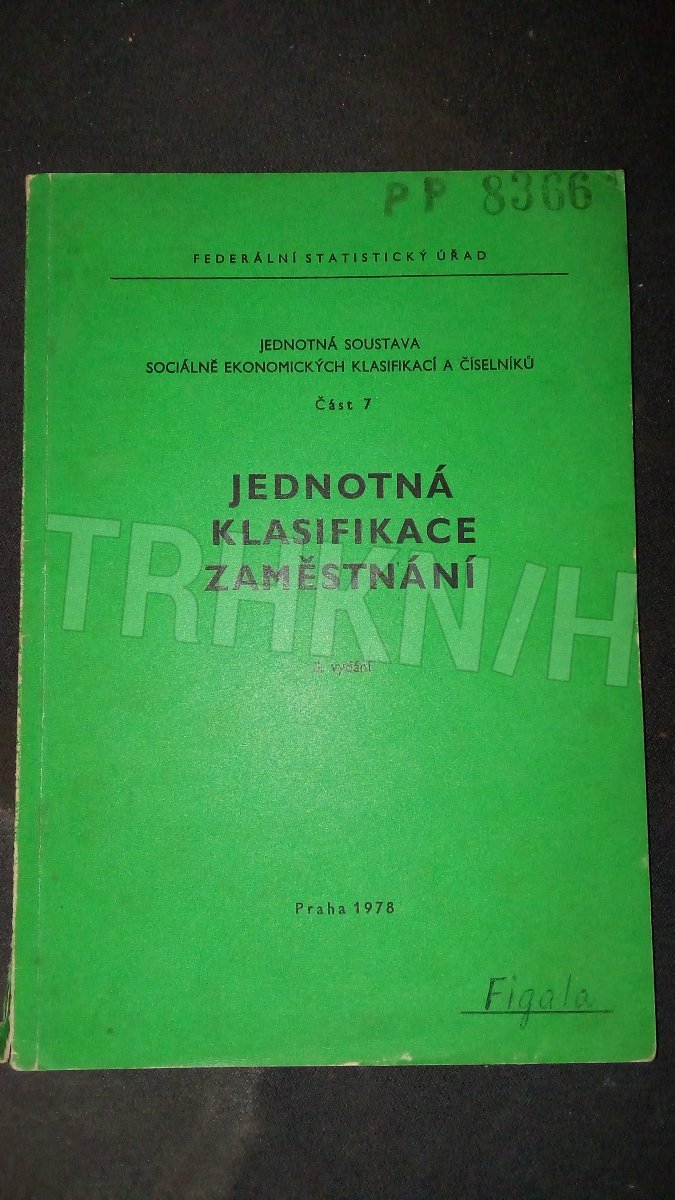 PP 8366
FEDERÁLNÍ STATISTICKÝ ÚŘAD
JEDNOTNÁ SOUSTAVA
SOCIÁLNĚ EKONOMICKÝCH KLASIFIKACÍ A ČÍSELNÍKŮ
Část 7
JEDNOTNÁ
KLASIFIKACE
ZAMĚSTNÁNÍ
TRHKN/H
vydání
Praha 1978
Figala